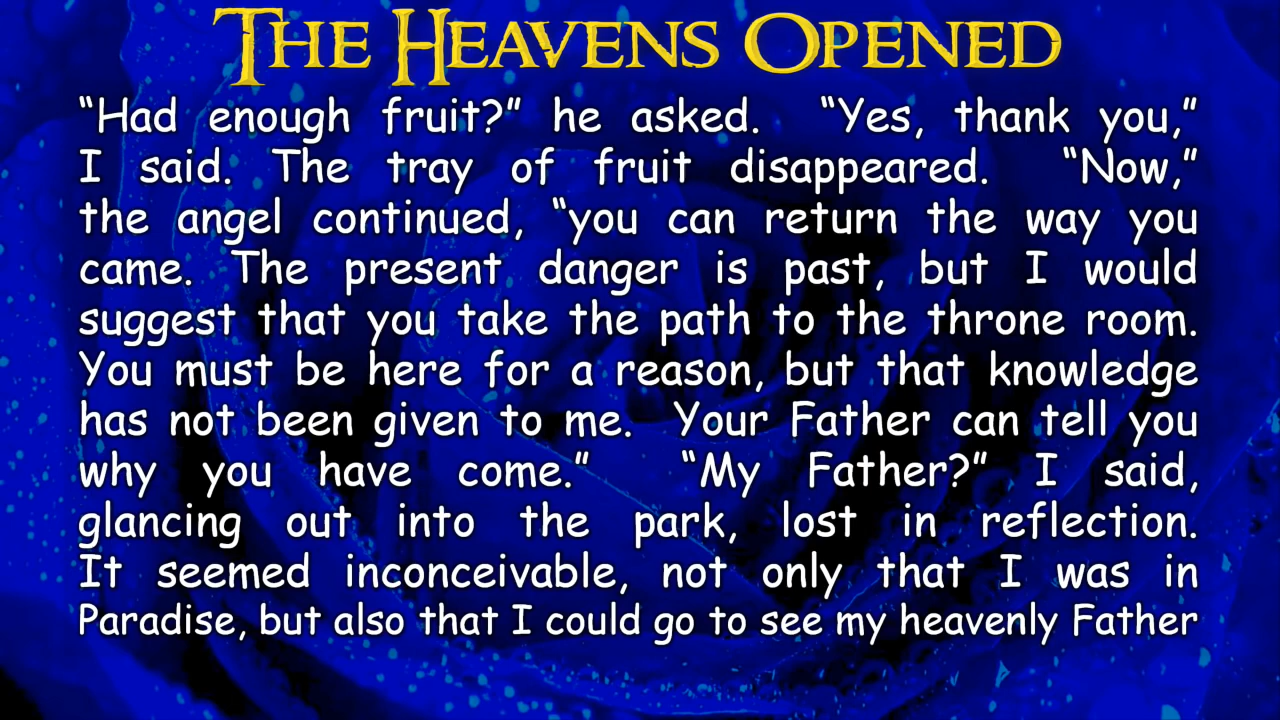 THE HEAVENS OPENED
“Had enough fruit?” he asked. “Yes, thank you,”
I said. The tray of fruit disappeared. “Now,”
the angel continued, “you can return the way you
came. The present danger is past, but I would
suggest that you take the path to the throne room.
You must be here for a reason, but that knowledge
has not been given to me. Your Father can tell you
why you have come.” “My Father?” I said,
glancing out into the park, lost in reflection.
It seemed inconceivable, not only that I was in
Paradise, but also that I could go to see my heavenly Father